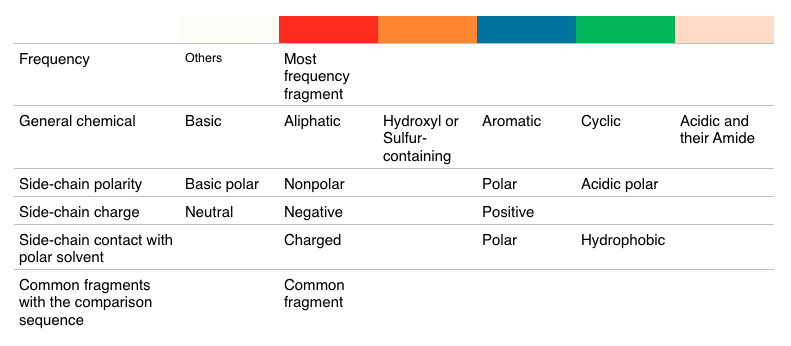 Frequency Others Most
frequency
fragment
General chemical Basic Aliphatic Hydroxyl or Aromatic Cyclic Acidic and
Sulfur- their Amide
containing
Side-chain polarity Basic polar Nonpolar Polar Acidic polar
Side-chain charge Neutral Negative Positive
Side-chain contact with Charged Polar Hydrophobic
polar solvent
Common fragments Common
with the comparison fragment
sequence